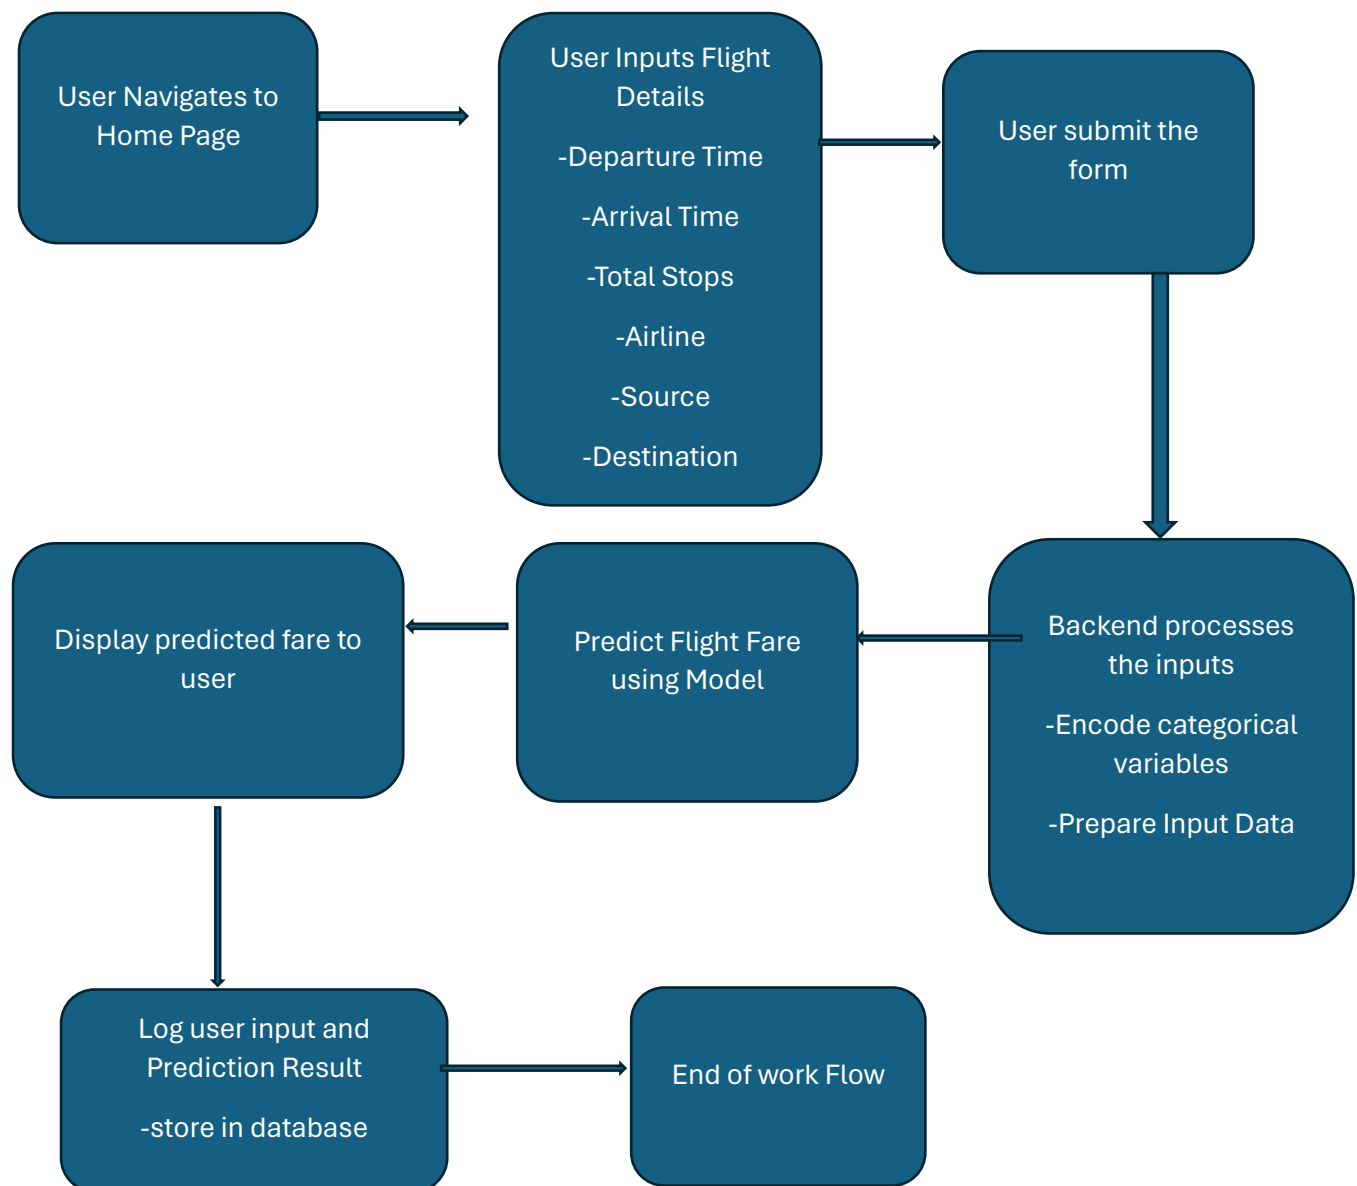 User Navigates to
Home Page
User Inputs Flight
Details
-Departure Time
-Arrival Time
-Total Stops
-Airline
-Source
-Destination
User submit the
form
Backend processes
the inputs
-Encode categorical
variables
-Prepare Input Data
Predict Flight Fare
using Model
Display predicted fare to
user
Log user input and
Prediction Result
-store in database
End of work Flow